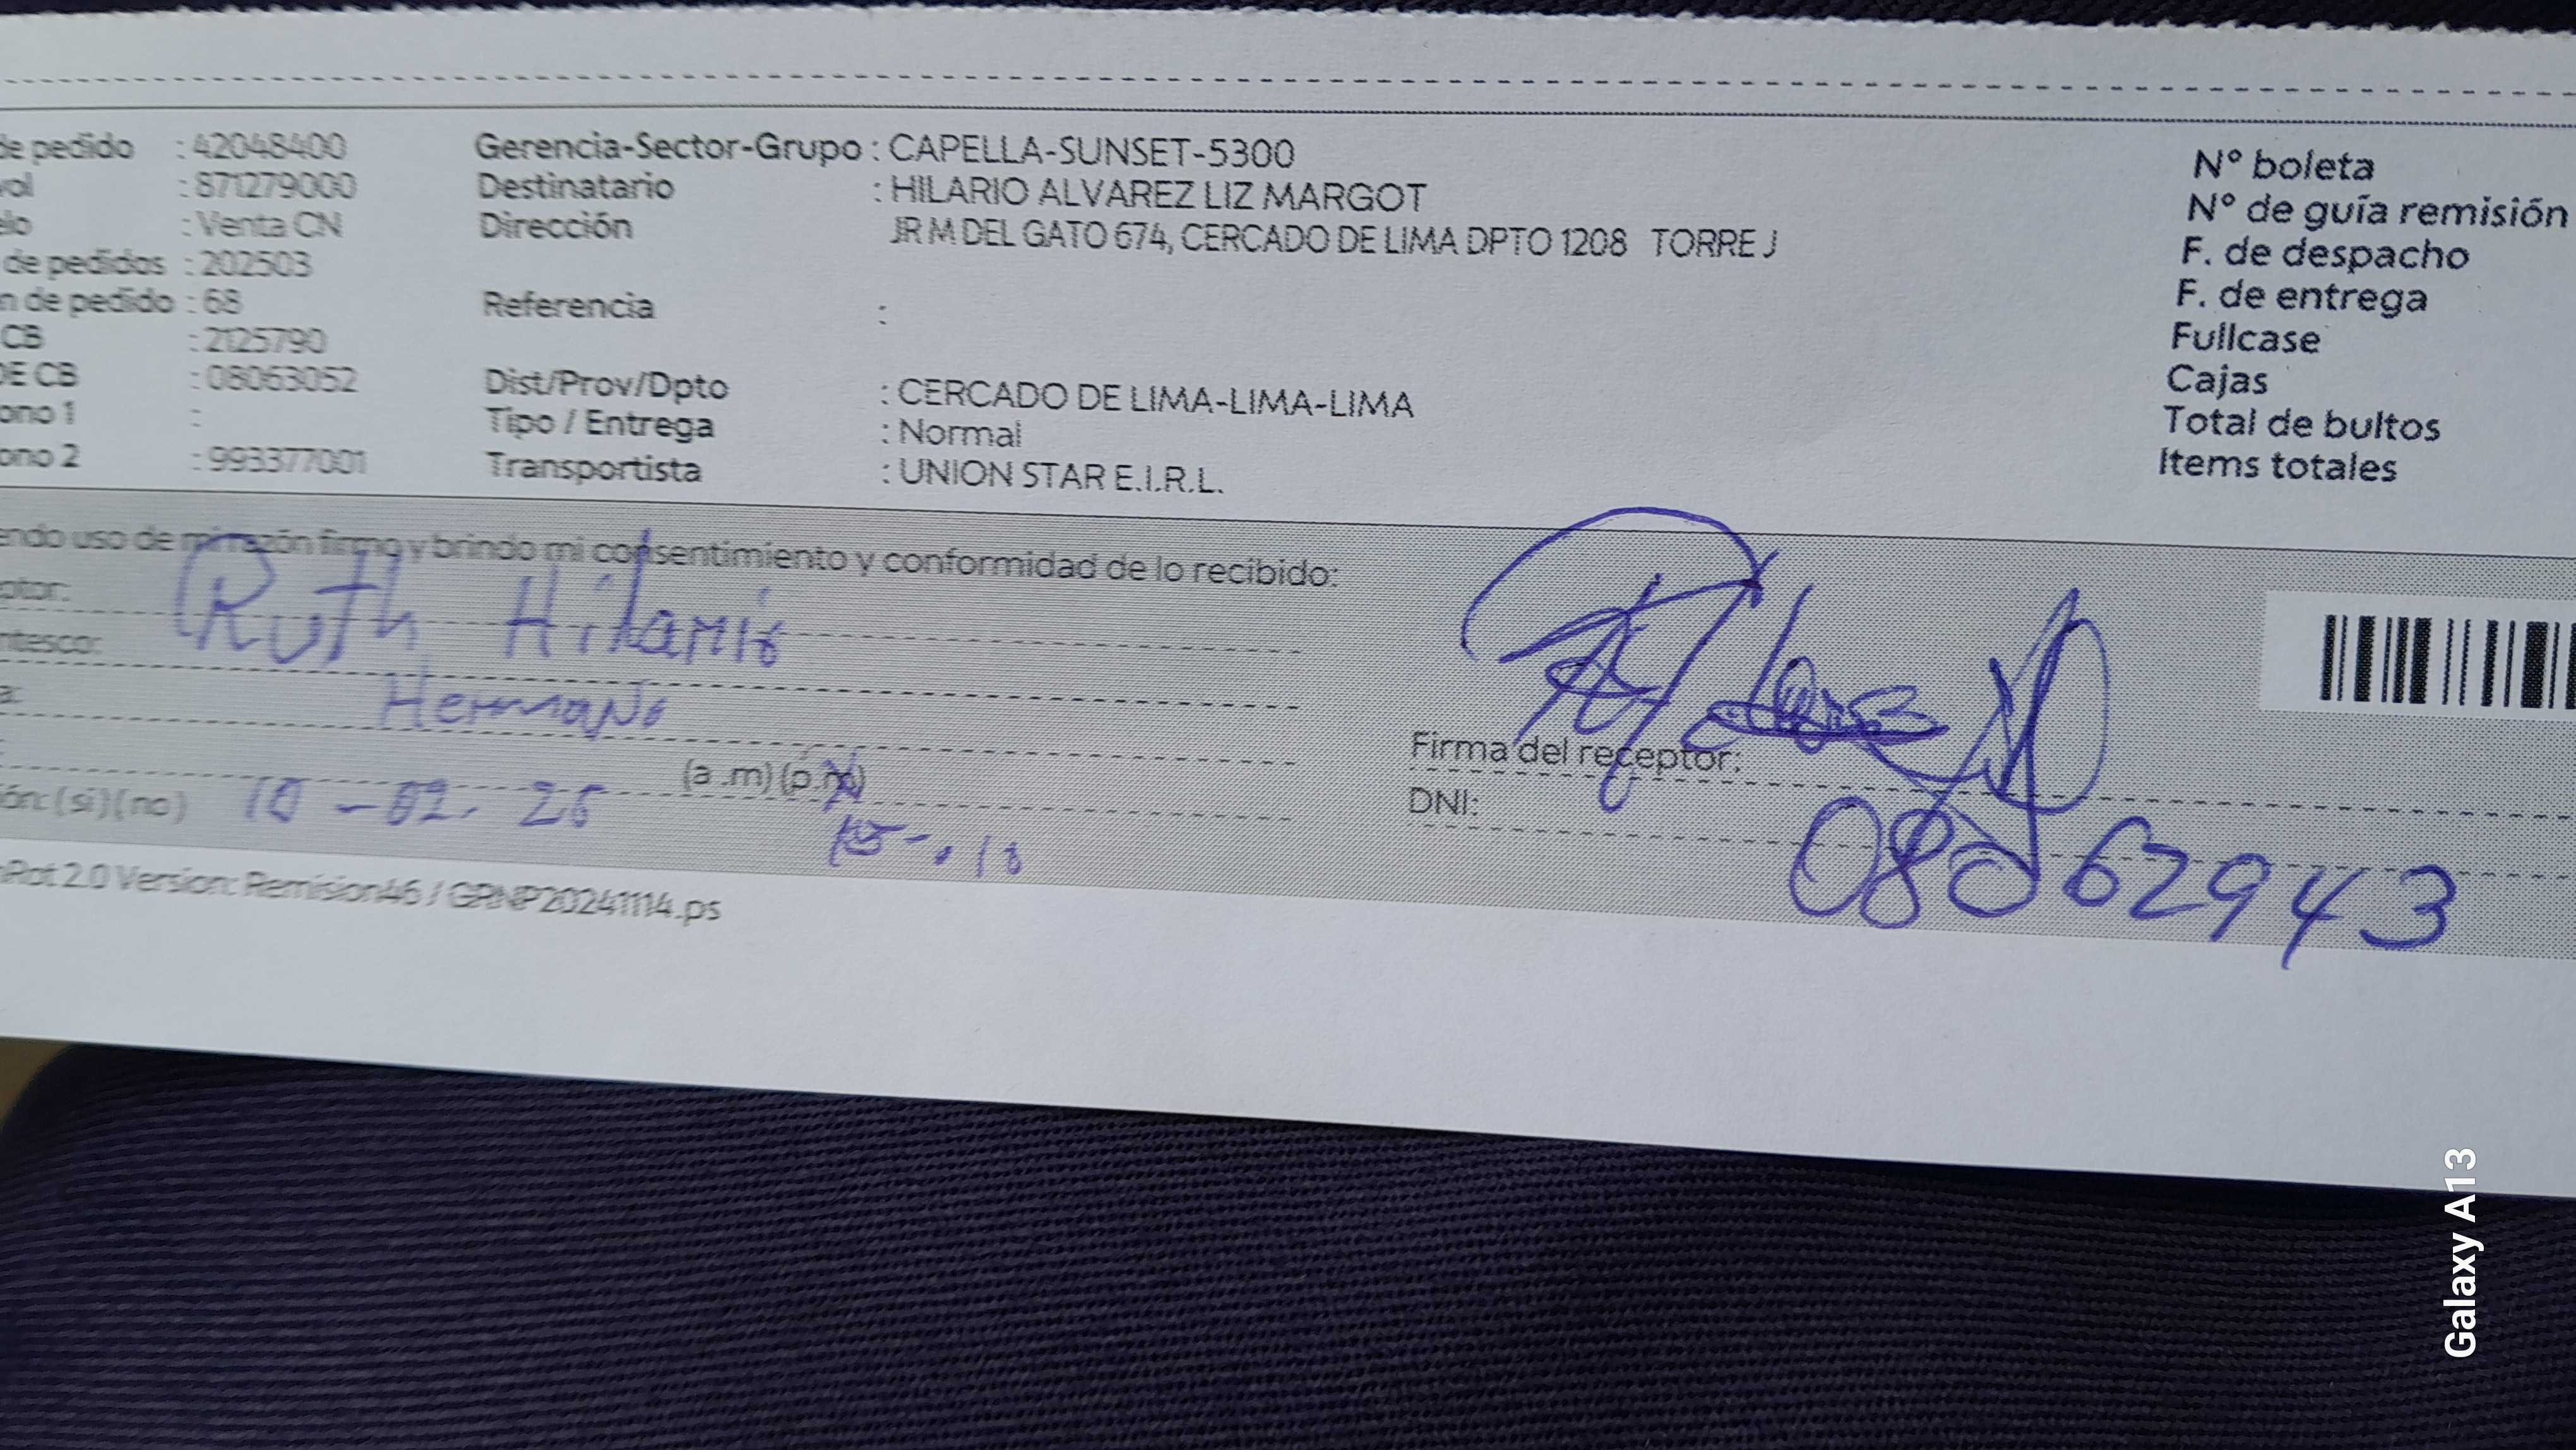 de pedido : 42048400 Gerencia-Sector-Grupo : CAPELLA-SUNSET-5300 N° boleta
vol : 871279000 Destinatario : HILARIO ALVAREZ LIZ MARGOT N° de guía remisión
elo : Venta CN Dirección JR M DEL GATO 674, CERCADO DE LIMA DPTO 1208 TORRE J F. de despacho
de pedidos : 202503 F. de entrega
n de pedido : 68 Referencia : Fullcase
CB : 2125790 Cajas
DE CB : 08063052 Dist/Prov/Dpto : CERCADO DE LIMA-LIMA-LIMA Total de bultos
ono 1 : Tipo / Entrega : Normal Items totales
ono 2 : 993377001 Transportista : UNION STAR E.I.R.L.
endo uso de mi razón firmo y brindo mi consentimiento y conformidad de lo recibido:
ptor: Ruth Hilario
ntesco: Hermano
a:
(a .m) (p.m) Firma del receptor:
ón: (si) (no) 10 - 02. 25 DNI: 08062943
Rot 2.0 Version: Remision46 / GPNP20241114.ps
Galaxy A13